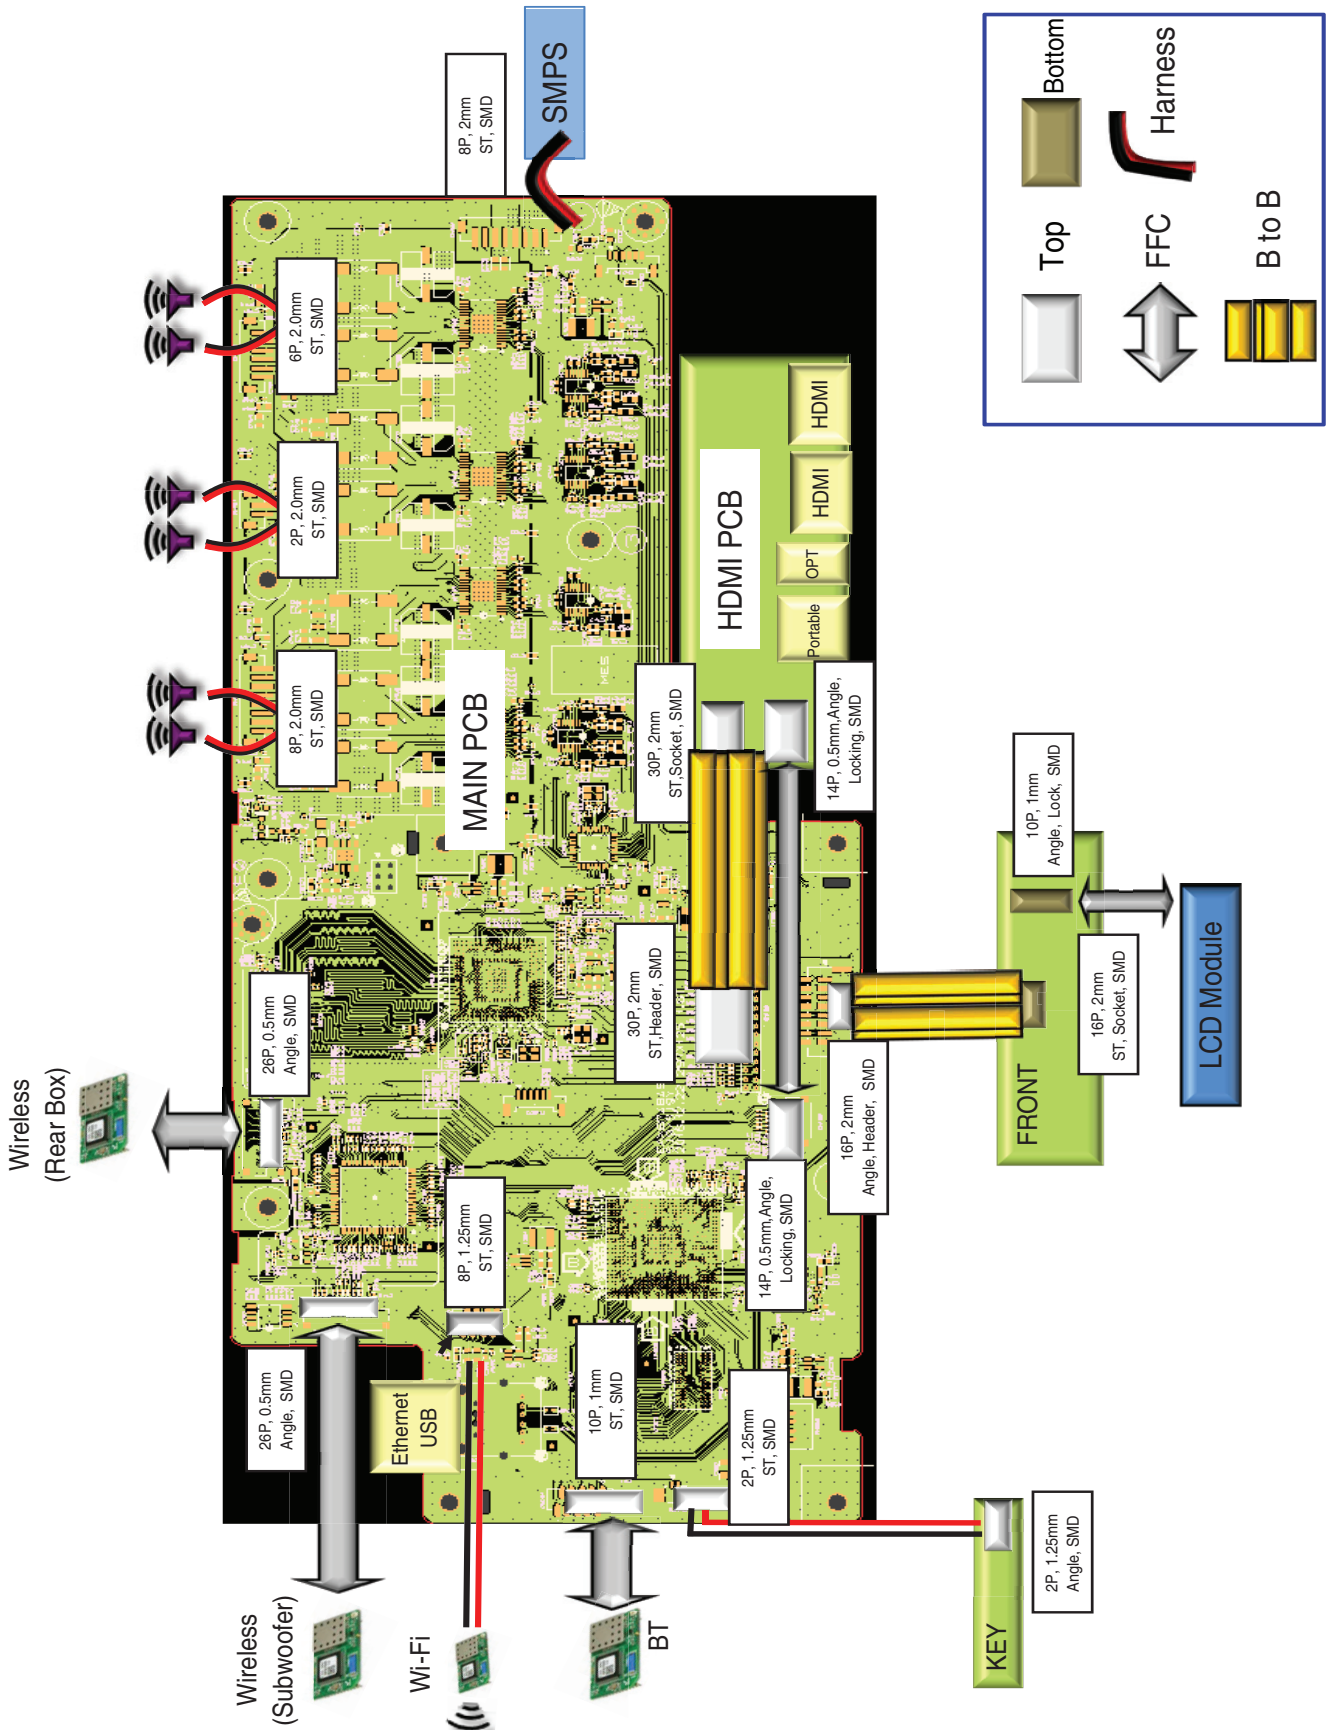 Wireless
(Rear Box)
Wireless
(Subwoofer)
Wi-Fi
BT
KEY
2P, 1.25mm
Angle, SMD
26P, 0.5mm
Angle, SMD
26P, 0.5mm
Angle, SMD
Ethernet
USB
8P, 1.25mm
ST, SMD
10P, 1mm
ST, SMD
2P, 1.25mm
ST, SMD
8P, 2.0mm
ST, SMD
2P, 2.0mm
ST, SMD
6P, 2.0mm
ST, SMD
MAIN PCB
8P, 2mm
ST, SMD
SMPS
30P, 2mm
ST,Header, SMD
30P, 2mm
ST,Socket, SMD
14P, 0.5mm,Angle,
Locking, SMD
14P, 0.5mm,Angle,
Locking, SMD
HDMI PCB
Portable
OPT
HDMI
HDMI
16P, 2mm
Angle, Header, SMD
FRONT
16P, 2mm
ST, Socket, SMD
10P, 1mm
Angle, Lock, SMD
LCD Module
Top
Bottom
FFC
Harness
B to B